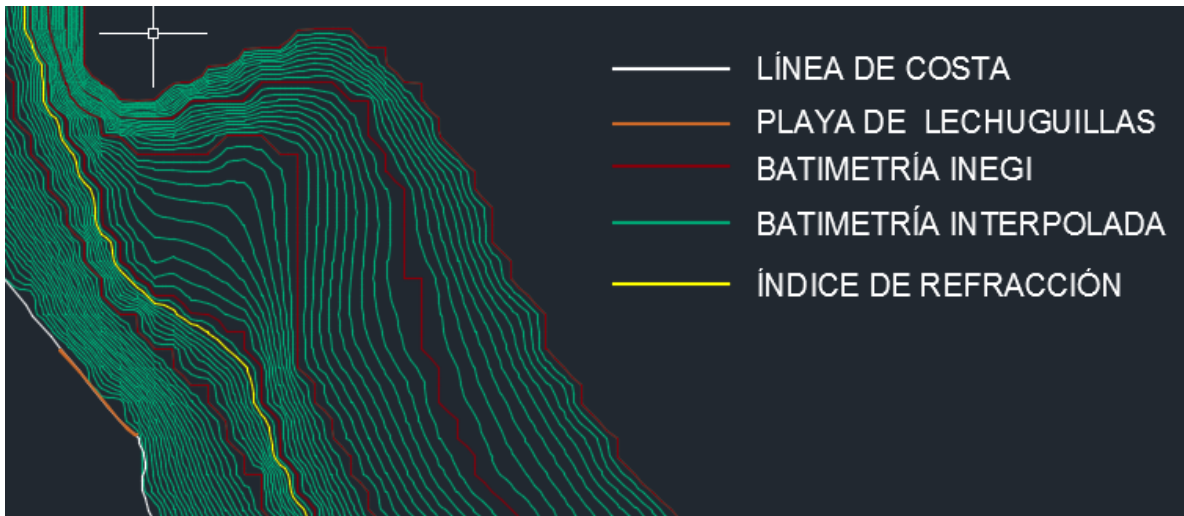 LÍNEA DE COSTA
PLAYA DE LECHUGUILLAS
BATIMETRÍA INEGI
BATIMETRÍA INTERPOLADA
ÍNDICE DE REFRACCIÓN